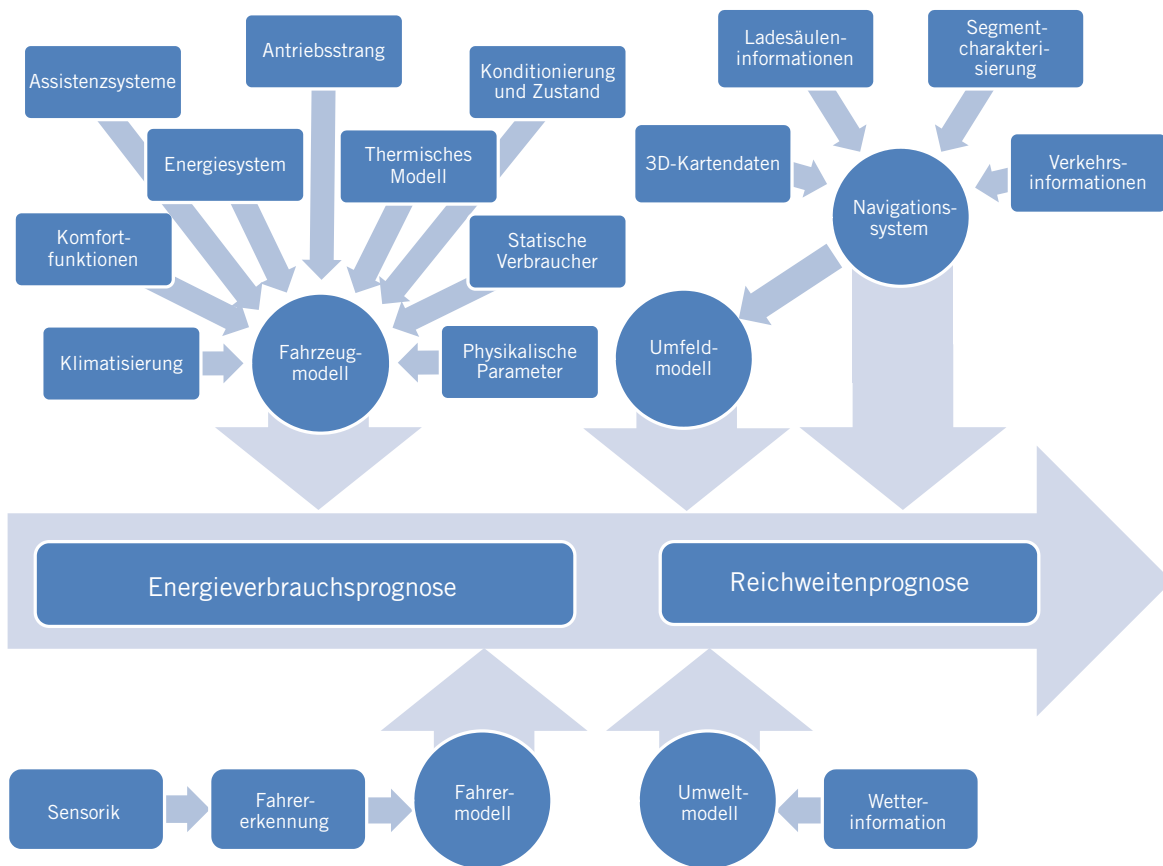 Antriebsstrang
Assistenzsysteme
Konditionierung
und Zustand
Energiesystem
Thermisches
Modell
Komfort-
funktionen
Statische
Verbraucher
Klimatisierung
Fahrzeug-
modell
Physikalische
Parameter
Ladesäulen-
informationen
Segment-
charakteri-
sierung
3D-Kartendaten
Verkehrs-
informationen
Navigations-
system
Umfeld-
modell
Energieverbrauchsprognose
Reichweitenprognose
Sensorik
Fahrer-
erkennung
Fahrer-
modell
Umwelt-
modell
Wetter-
information